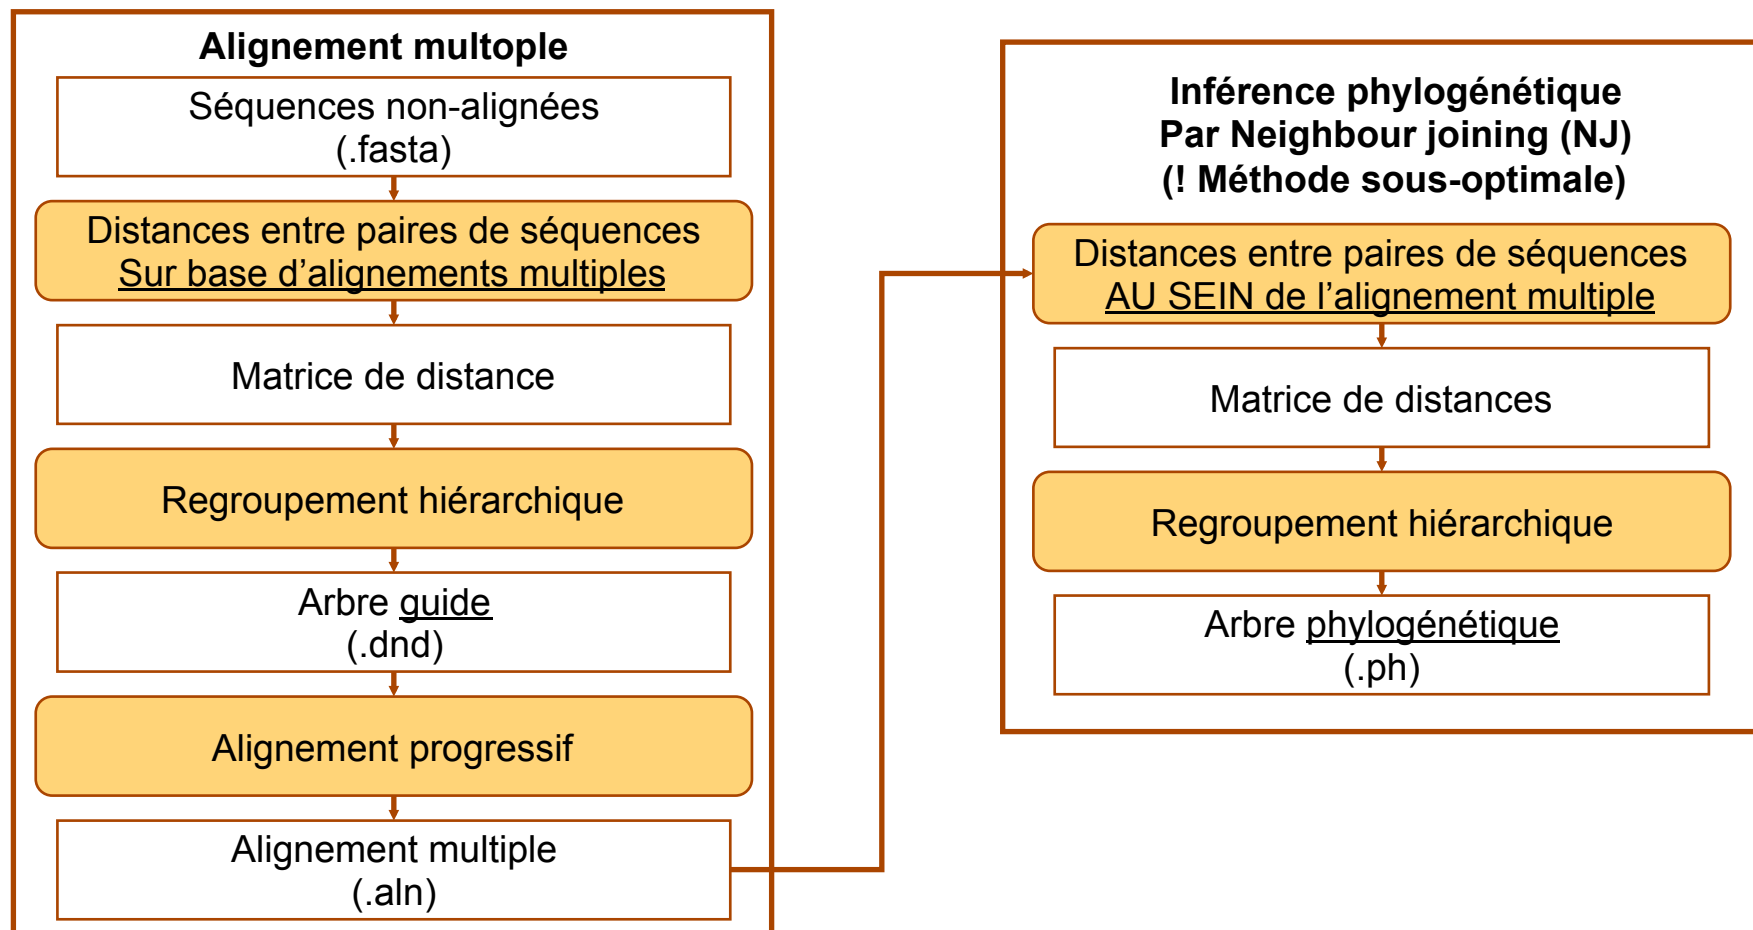 Alignement multople
Séquences non-alignées
(.fasta)
Distances entre paires de séquences
Sur base d’alignements multiples
Matrice de distance
Regroupement hiérarchique
Arbre guide
(.dnd)
Alignement progressif
Alignement multiple
(.aln)
Inférence phylogénétique
Par Neighbour joining (NJ)
(! Méthode sous-optimale)
Distances entre paires de séquences
AU SEIN de l’alignement multiple
Matrice de distances
Regroupement hiérarchique
Arbre phylogénétique
(.ph)